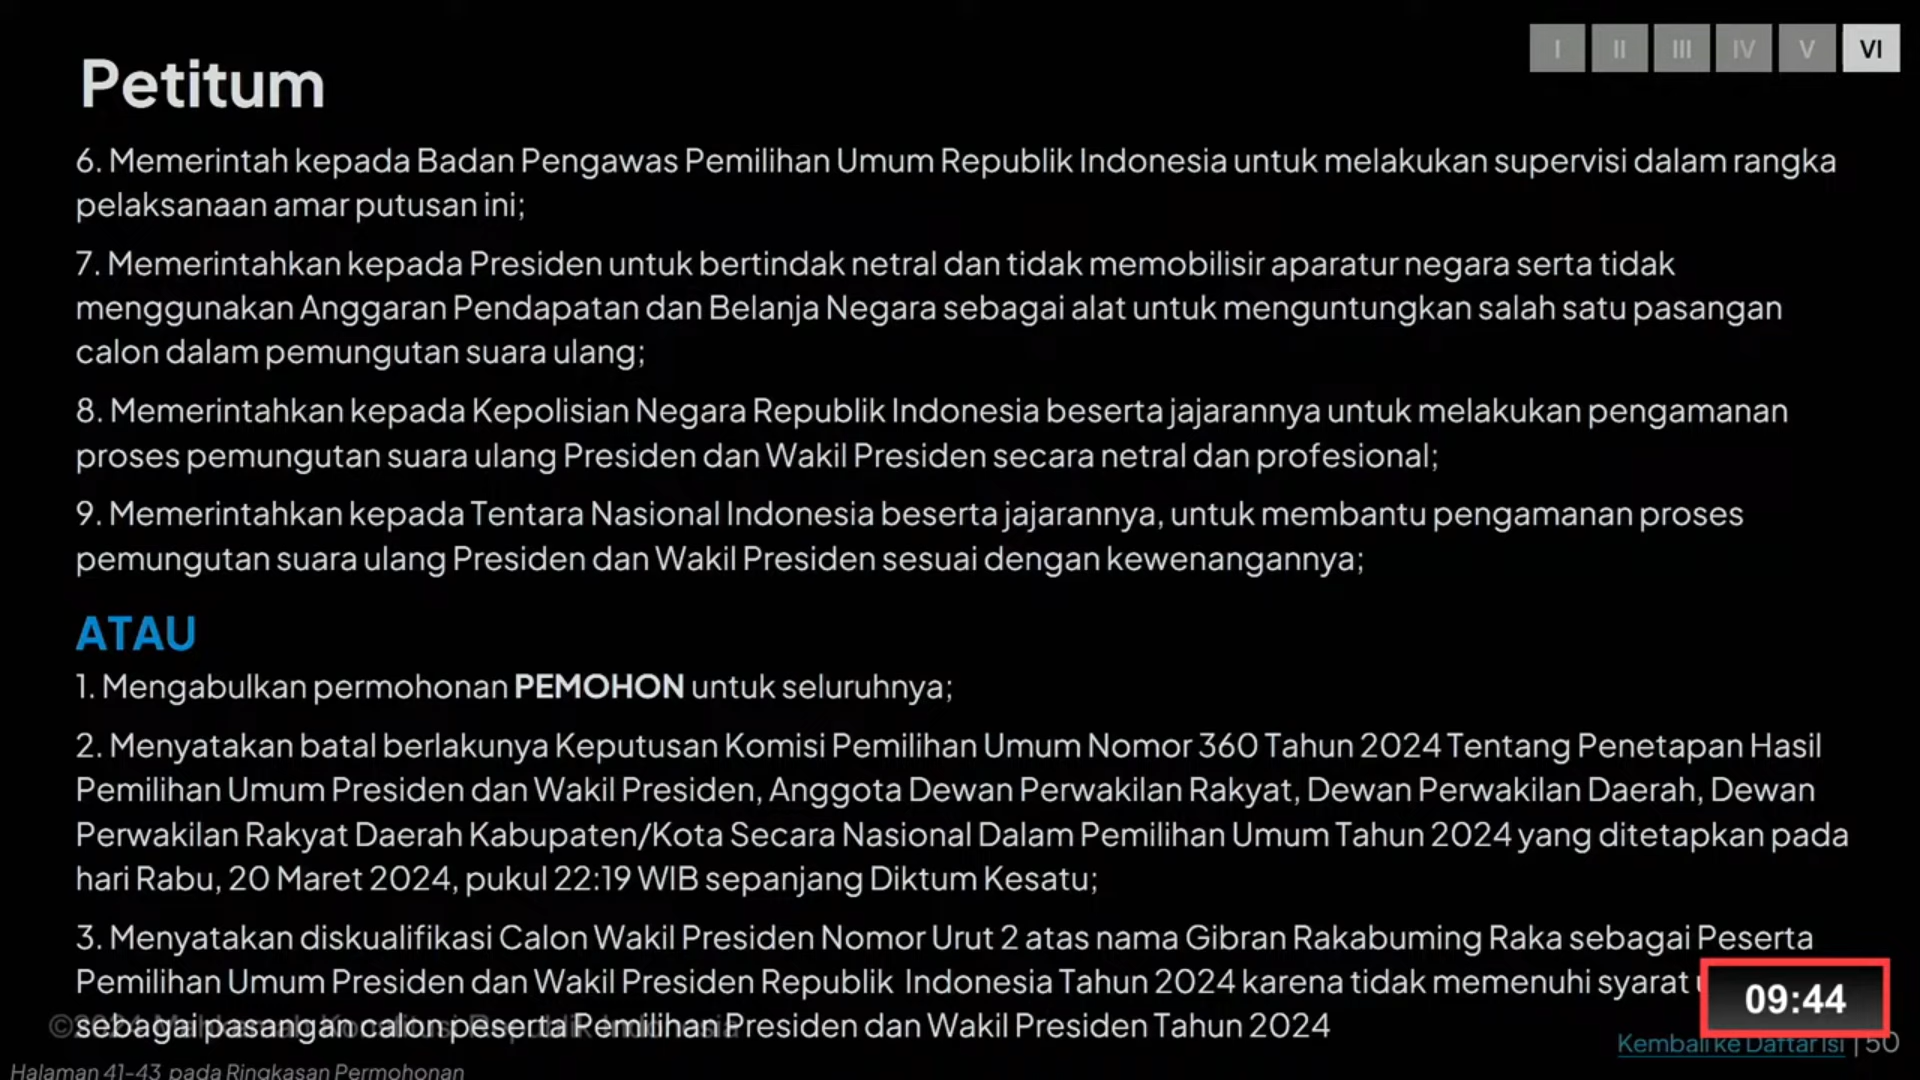 I II III IV V VI
Petitum
6. Memerintah kepada Badan Pengawas Pemilihan Umum Republik Indonesia untuk melakukan supervisi dalam rangka
pelaksanaan amar putusan ini;
7. Memerintahkan kepada Presiden untuk bertindak netral dan tidak memobilisir aparatur negara serta tidak
menggunakan Anggaran Pendapatan dan Belanja Negara sebagai alat untuk menguntungkan salah satu pasangan
calon dalam pemungutan suara ulang;
8. Memerintahkan kepada Kepolisian Negara Republik Indonesia beserta jajarannya untuk melakukan pengamanan
proses pemungutan suara ulang Presiden dan Wakil Presiden secara netral dan profesional;
9. Memerintahkan kepada Tentara Nasional Indonesia beserta jajarannya, untuk membantu pengamanan proses
pemungutan suara ulang Presiden dan Wakil Presiden sesuai dengan kewenangannya;
ATAU
1. Mengabulkan permohonan PEMOHON untuk seluruhnya;
2. Menyatakan batal berlakunya Keputusan Komisi Pemilihan Umum Nomor 360 Tahun 2024 Tentang Penetapan Hasil
Pemilihan Umum Presiden dan Wakil Presiden, Anggota Dewan Perwakilan Rakyat, Dewan Perwakilan Daerah, Dewan
Perwakilan Rakyat Daerah Kabupaten/Kota Secara Nasional Dalam Pemilihan Umum Tahun 2024 yang ditetapkan pada
hari Rabu, 20 Maret 2024, pukul 22:19 WIB sepanjang Diktum Kesatu;
3. Menyatakan diskualifikasi Calon Wakil Presiden Nomor Urut 2 atas nama Gibran Rakabuming Raka sebagai Peserta
Pemilihan Umum Presiden dan Wakil Presiden Republik Indonesia Tahun 2024 karena tidak memenuhi syarat
sebagai pasangan calon peserta Pemilihan Presiden dan Wakil Presiden Tahun 2024
©2024 Mahkamah Konstitusi Republik Indonesia
09:44
Kembali ke Daftar Isi | 50
Halaman 41-43 pada Ringkasan Permohonan